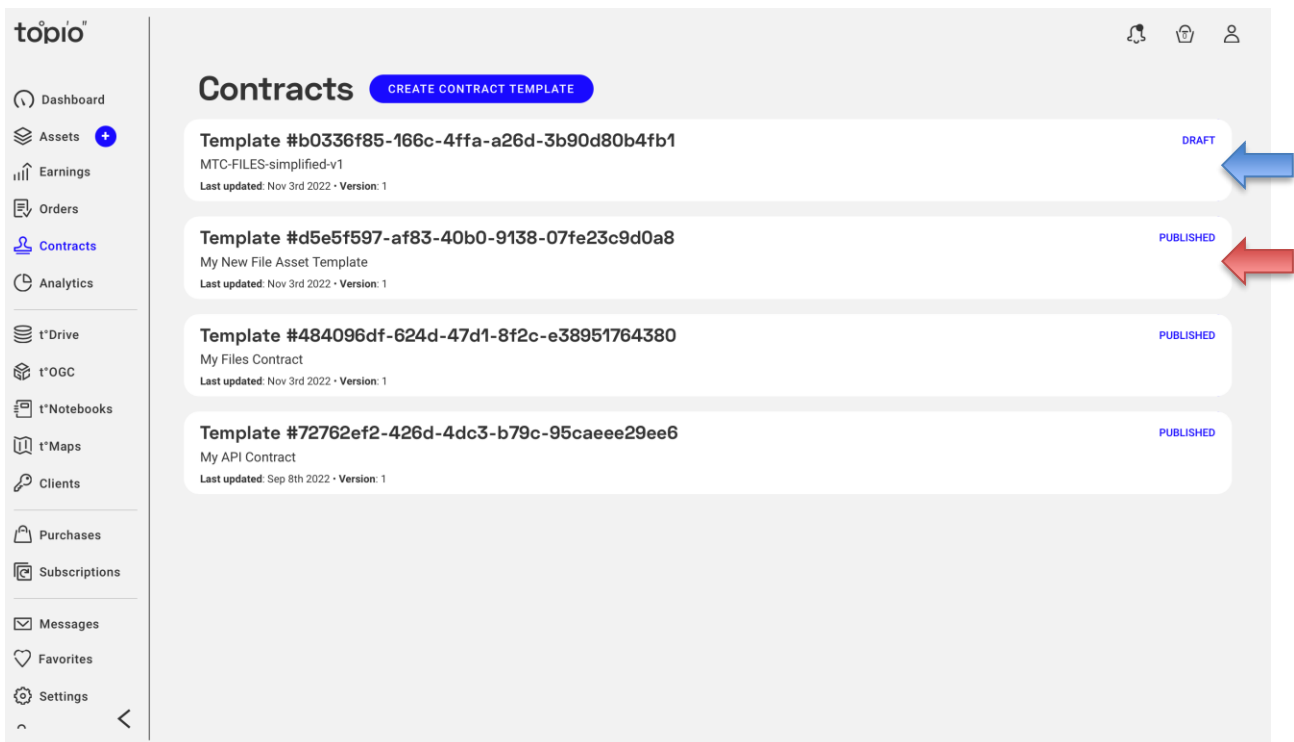 topio
Dashboard
Assets +
Earnings
Orders
Contracts
Analytics
t°Drive
t°OGC
t°Notebooks
t°Maps
Clients
Purchases
Subscriptions
Messages
Favorites
Settings
0
Contracts CREATE CONTRACT TEMPLATE
Template #b0336f85-166c-4ffa-a26d-3b90d80b4fb1 DRAFT
MTC-FILES-simplified-v1
Last updated: Nov 3rd 2022 · Version: 1
Template #d5e5f597-af83-40b0-9138-07fe23c9d0a8 PUBLISHED
My New File Asset Template
Last updated: Nov 3rd 2022 · Version: 1
Template #484096df-624d-47d1-8f2c-e38951764380 PUBLISHED
My Files Contract
Last updated: Nov 3rd 2022 · Version: 1
Template #72762ef2-426d-4dc3-b79c-95caeee29ee6 PUBLISHED
My API Contract
Last updated: Sep 8th 2022 · Version: 1